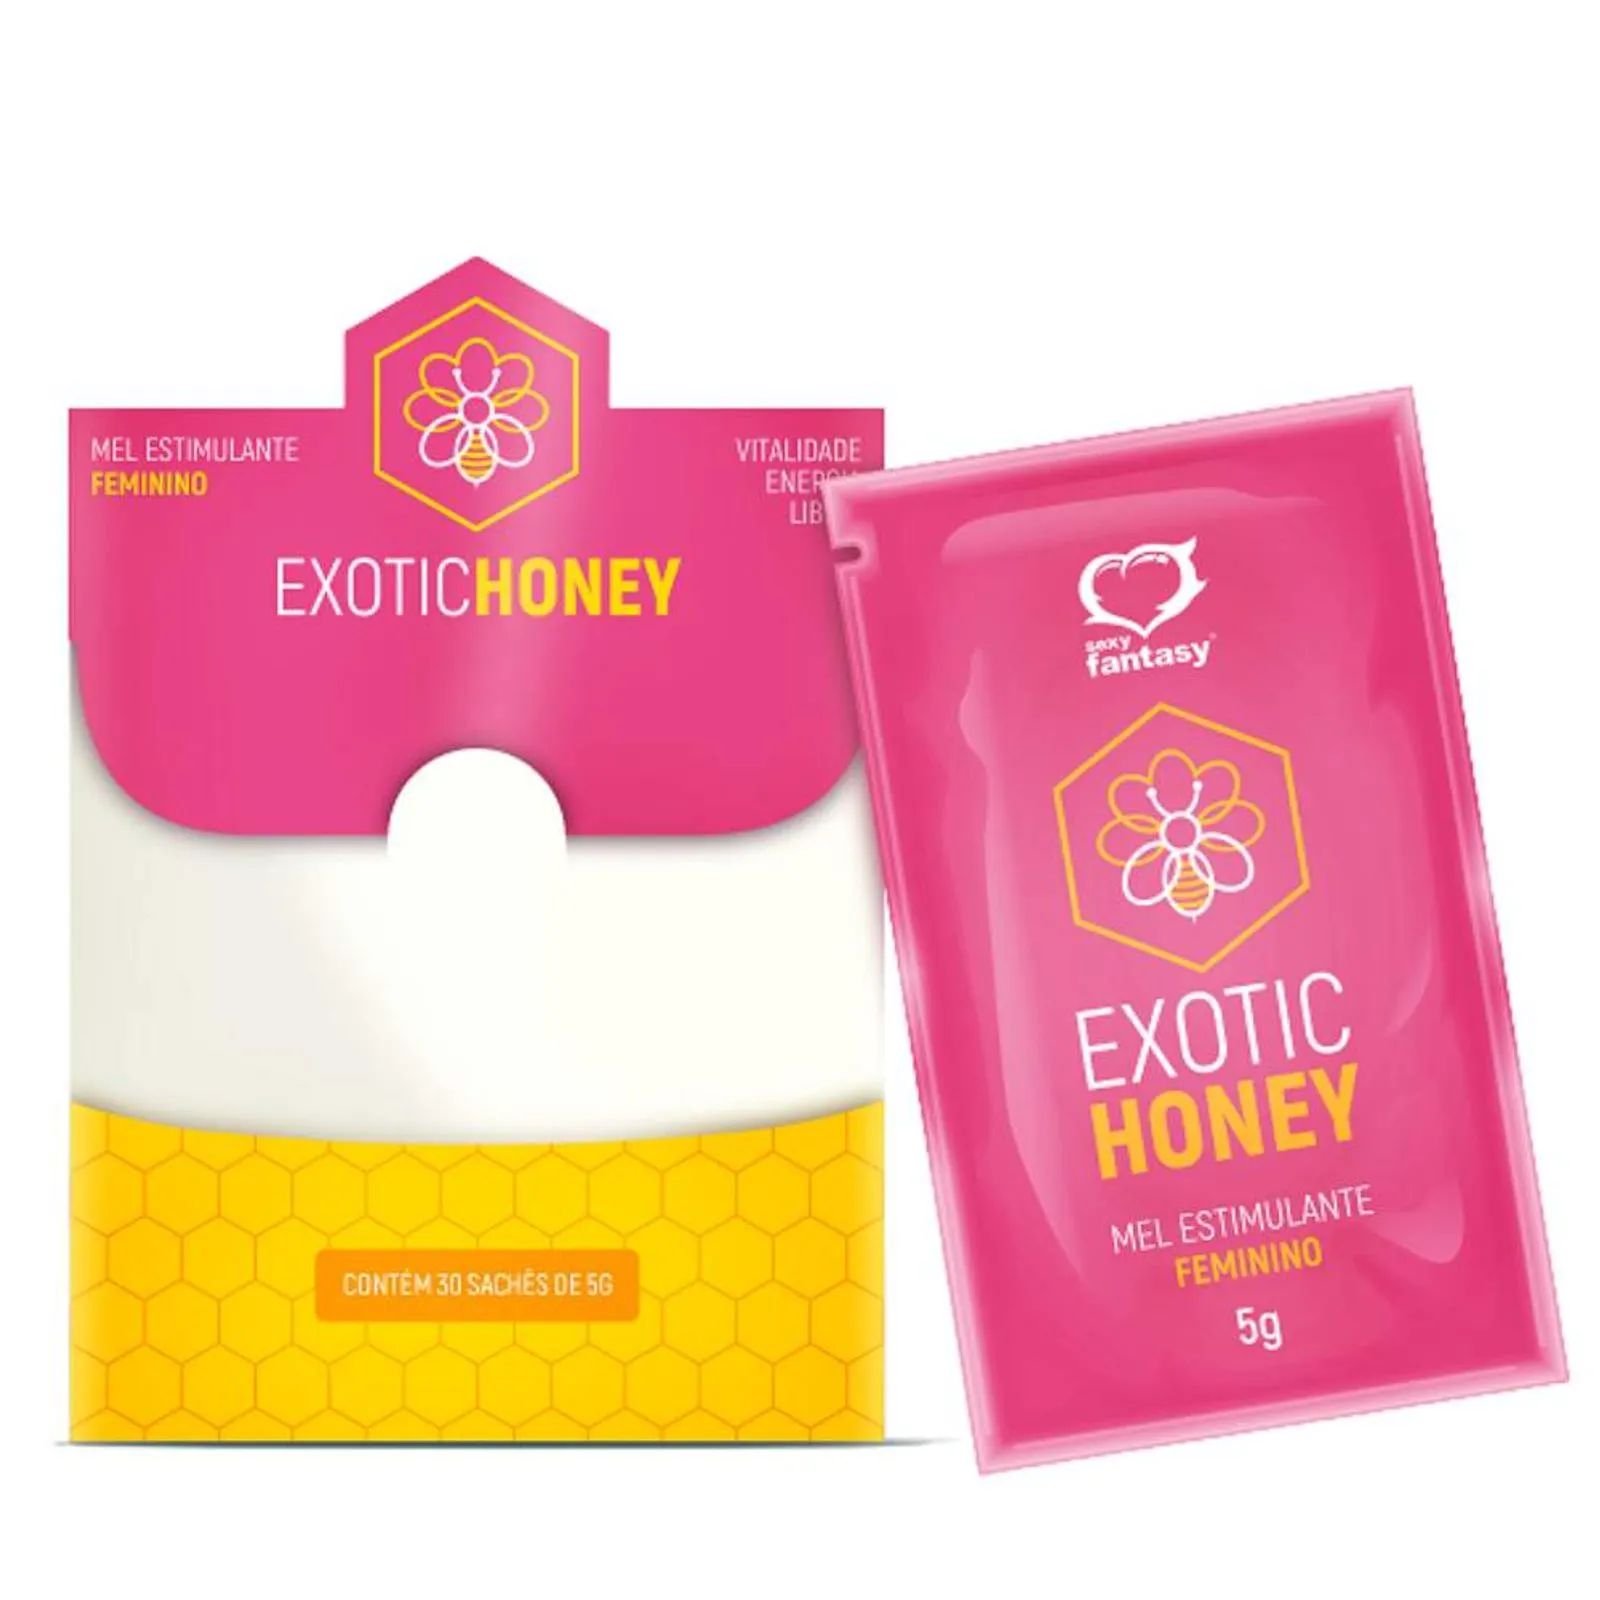 MEL ESTIMULANTE
FEMININO
VITALIDADE
EXOTICHONEY
CONTÉM 30 SACHÊS DE 5G
sexy
fantasy®
EXOTIC
HONEY
MEL ESTIMULANTE
FEMININO
5g